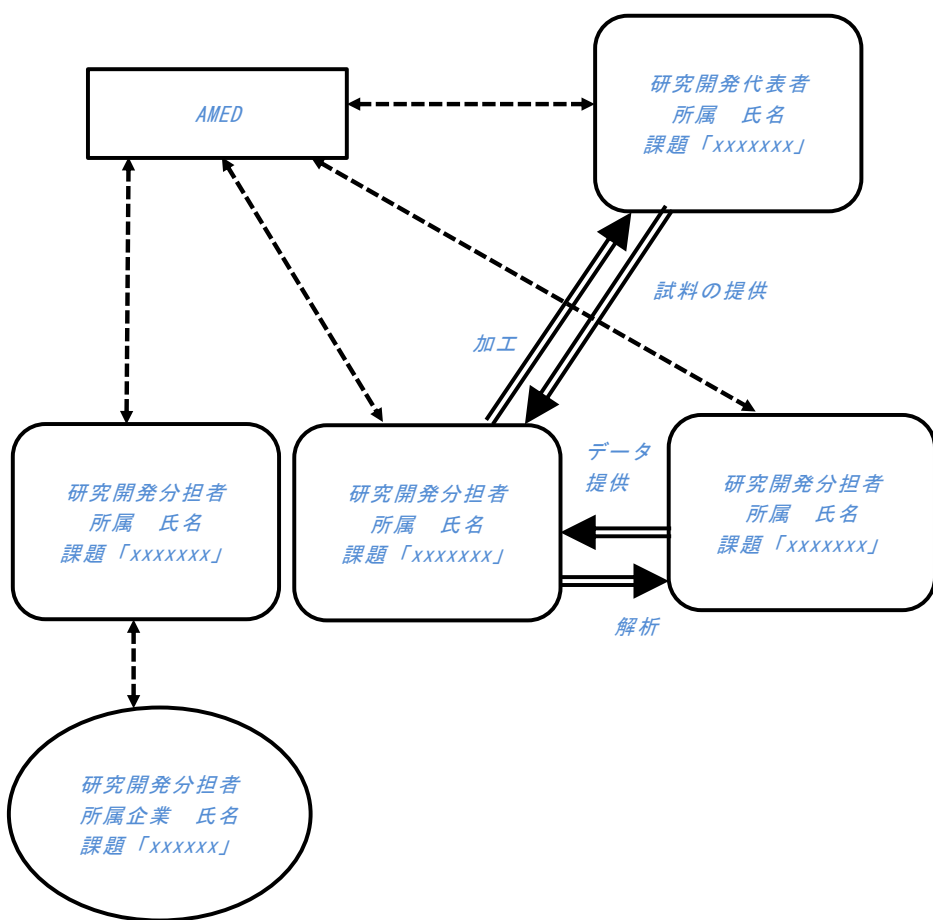 AMED
研究開発代表者
所属　氏名
課題「xxxxxxx」
試料の提供
加工
研究開発分担者
所属　氏名
課題「xxxxxxx」
研究開発分担者
所属　氏名
課題「xxxxxxx」
データ
提供
研究開発分担者
所属　氏名
課題「xxxxxxx」
解析
研究開発分担者
所属企業　氏名
課題「xxxxxx」